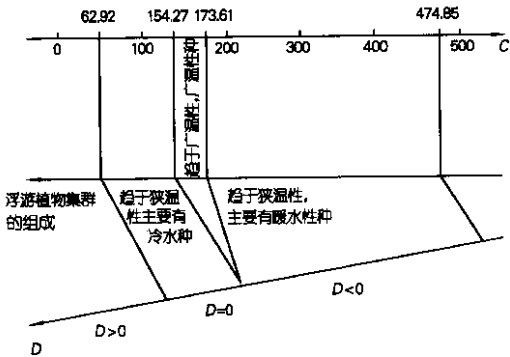 62.92 154.27 173.61 474.85
0 100 200 300 400 500 C
趋于广温性,广温性种
浮游植物集群
的组成
趋于狭温
性主要有
冷水种
趋于狭温性,
主要有暖水性种
D>0 D=0 D<0
D